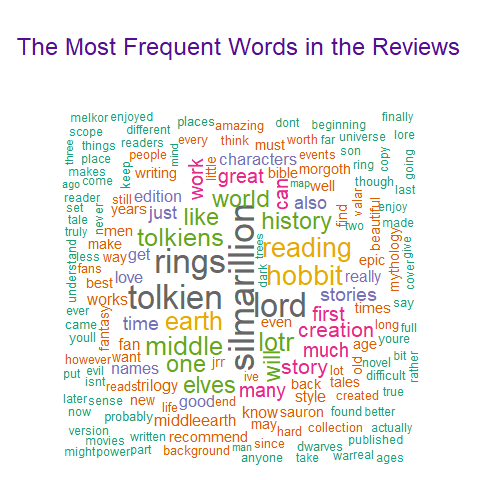 The Most Frequent Words in the Reviews
melkor enjoyed places amazing dont beginning finally
scope different every think must worth far universe lore
three things readers people mind little bible events son ring copy going
place keep writing work great characters morgoth though
makes come still edition can map well last
ago reader years just like world also find two valar beautiful enjoy
set tale never men tolkiens history made
truly make get rings silmarillion reading epic mythology cover give
understand less way fans love dark trees hobbit really
best works tolkien lord stories times say
ever came fantasy time earth even first creation long full
youll fan middle lotr much age youre
however want names one jrr will story lot old novel bit rather
put evil isnt reads trilogy elves ive back tales difficult
later sense new life good end many style created true
now probably middleearth know sauron found better
version written recommend may hard collection actually
movies part since dwarves published
might power background man anyone take war real ages